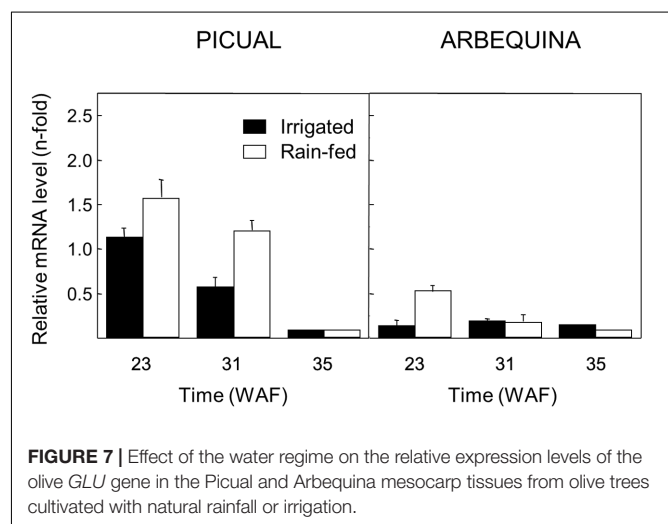 PICUAL
ARBEQUINA
Relative mRNA level (n-fold)
2.5
2.0
1.5
1.0
0.5
Irrigated
Rain-fed
23 31 35
23 31 35
Time (WAF)
Time (WAF)
FIGURE 7 | Effect of the water regime on the relative expression levels of the
olive GLU gene in the Picual and Arbequina mesocarp tissues from olive trees
cultivated with natural rainfall or irrigation.